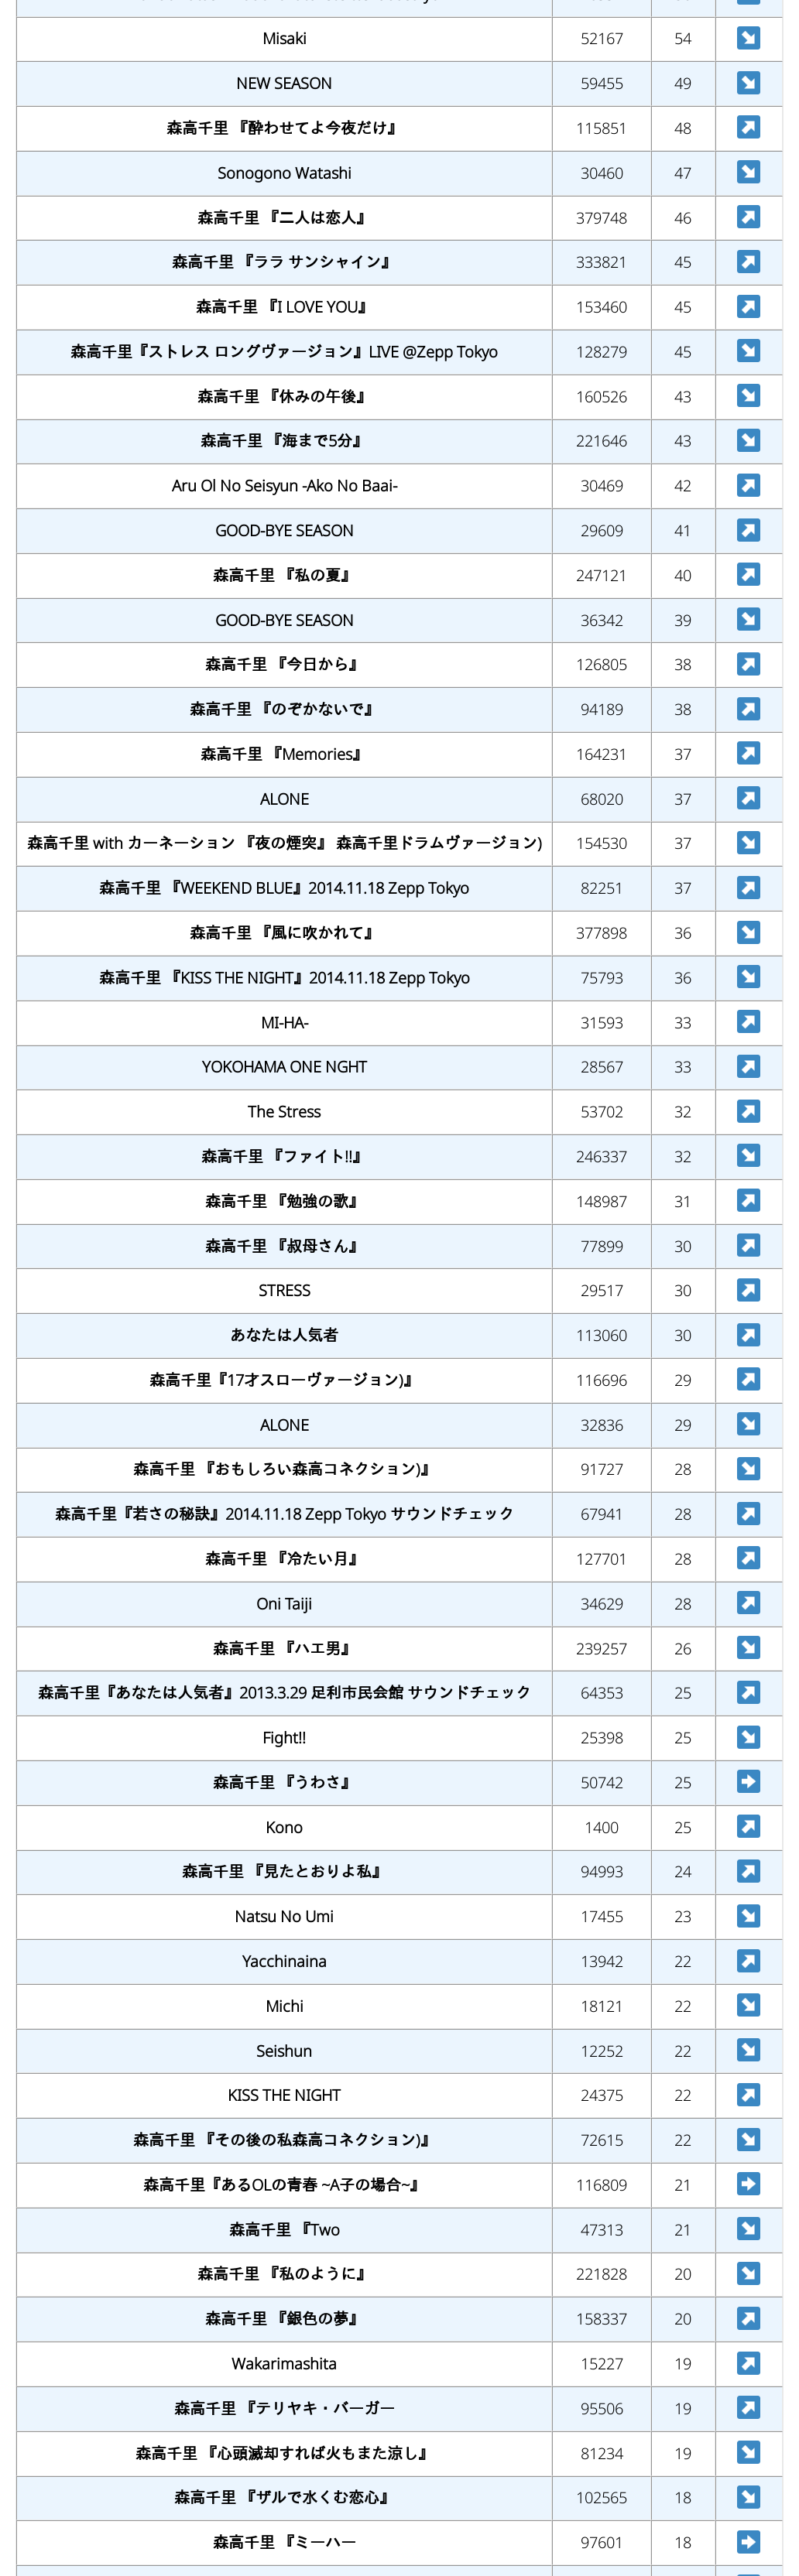 Misaki 52167 54
NEW SEASON 59455 49
森高千里 『酔わせてよ今夜だけ』 115851 48
Sonogono Watashi 30460 47
森高千里 『二人は恋人』 379748 46
森高千里 『ララ サンシャイン』 333821 45
森高千里 『I LOVE YOU』 153460 45
森高千里『ストレス ロングヴァージョン』LIVE @Zepp Tokyo 128279 45
森高千里 『休みの午後』 160526 43
森高千里 『海まで5分』 221646 43
Aru Ol No Seisyun -Ako No Baai- 30469 42
GOOD-BYE SEASON 29609 41
森高千里 『私の夏』 247121 40
GOOD-BYE SEASON 36342 39
森高千里 『今日から』 126805 38
森高千里 『のぞかないで』 94189 38
森高千里 『Memories』 164231 37
ALONE 68020 37
森高千里 with カーネーション 『夜の煙突』 森高千里ドラムヴァージョン) 154530 37
森高千里 『WEEKEND BLUE』2014.11.18 Zepp Tokyo 82251 37
森高千里 『風に吹かれて』 377898 36
森高千里 『KISS THE NIGHT』2014.11.18 Zepp Tokyo 75793 36
MI-HA- 31593 33
YOKOHAMA ONE NGHT 28567 33
The Stress 53702 32
森高千里 『ファイト!!』 246337 32
森高千里 『勉強の歌』 148987 31
森高千里 『叔母さん』 77899 30
STRESS 29517 30
あなたは人気者 113060 30
森高千里『17才スローヴァージョン)』 116696 29
ALONE 32836 29
森高千里 『おもしろい森高コネクション)』 91727 28
森高千里『若さの秘訣』2014.11.18 Zepp Tokyo サウンドチェック 67941 28
森高千里 『冷たい月』 127701 28
Oni Taiji 34629 28
森高千里 『ハエ男』 239257 26
森高千里『あなたは人気者』2013.3.29 足利市民会館 サウンドチェック 64353 25
Fight!! 25398 25
森高千里 『うわさ』 50742 25
Kono 1400 25
森高千里 『見たとおりよ私』 94993 24
Natsu No Umi 17455 23
Yacchinaina 13942 22
Michi 18121 22
Seishun 12252 22
KISS THE NIGHT 24375 22
森高千里 『その後の私森高コネクション)』 72615 22
森高千里『あるOLの青春 ~A子の場合~』 116809 21
森高千里 『Two 47313 21
森高千里 『私のように』 221828 20
森高千里 『銀色の夢』 158337 20
Wakarimashita 15227 19
森高千里 『テリヤキ・バーガー 95506 19
森高千里 『心頭滅却すれば火もまた涼し』 81234 19
森高千里 『ザルで水くむ恋心』 102565 18
森高千里 『ミーハー 97601 18